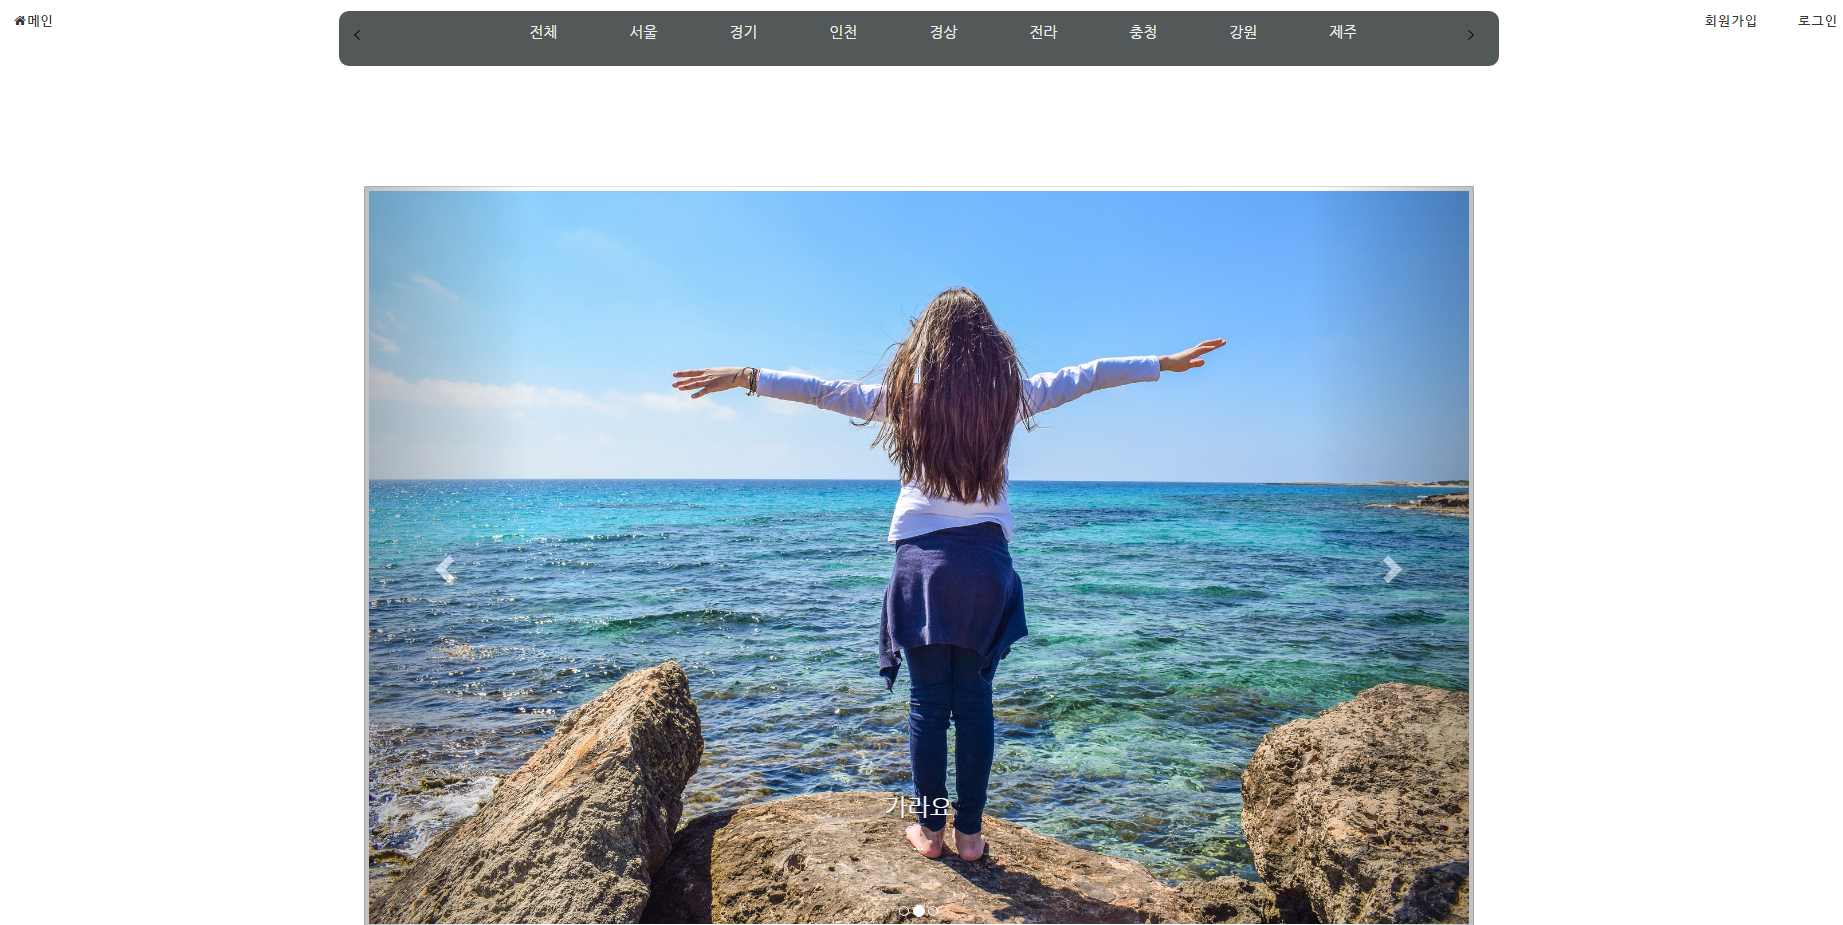 메인
전체 서울 경기 인천 경상 전라 충청 강원 제주
회원가입 로그인
가라요